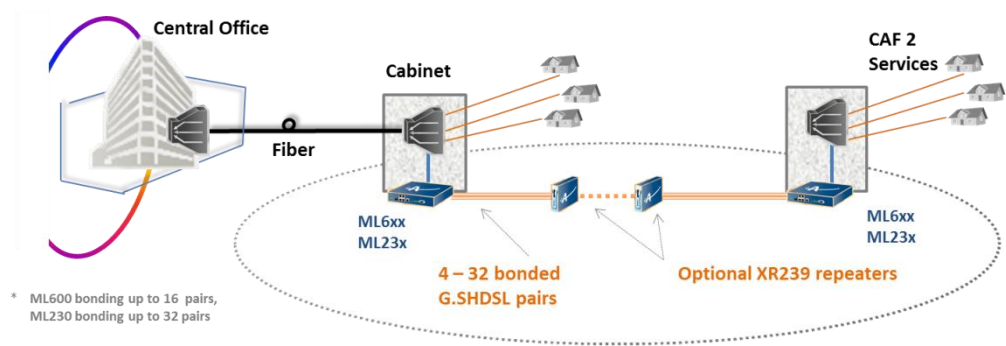 Central Office
Cabinet
CAF 2
Services
Fiber
ML6xx
ML23x
ML6xx
ML23x
4 – 32 bonded
G.SHDSL pairs
Optional XR239 repeaters
* ML600 bonding up to 16 pairs,
ML230 bonding up to 32 pairs